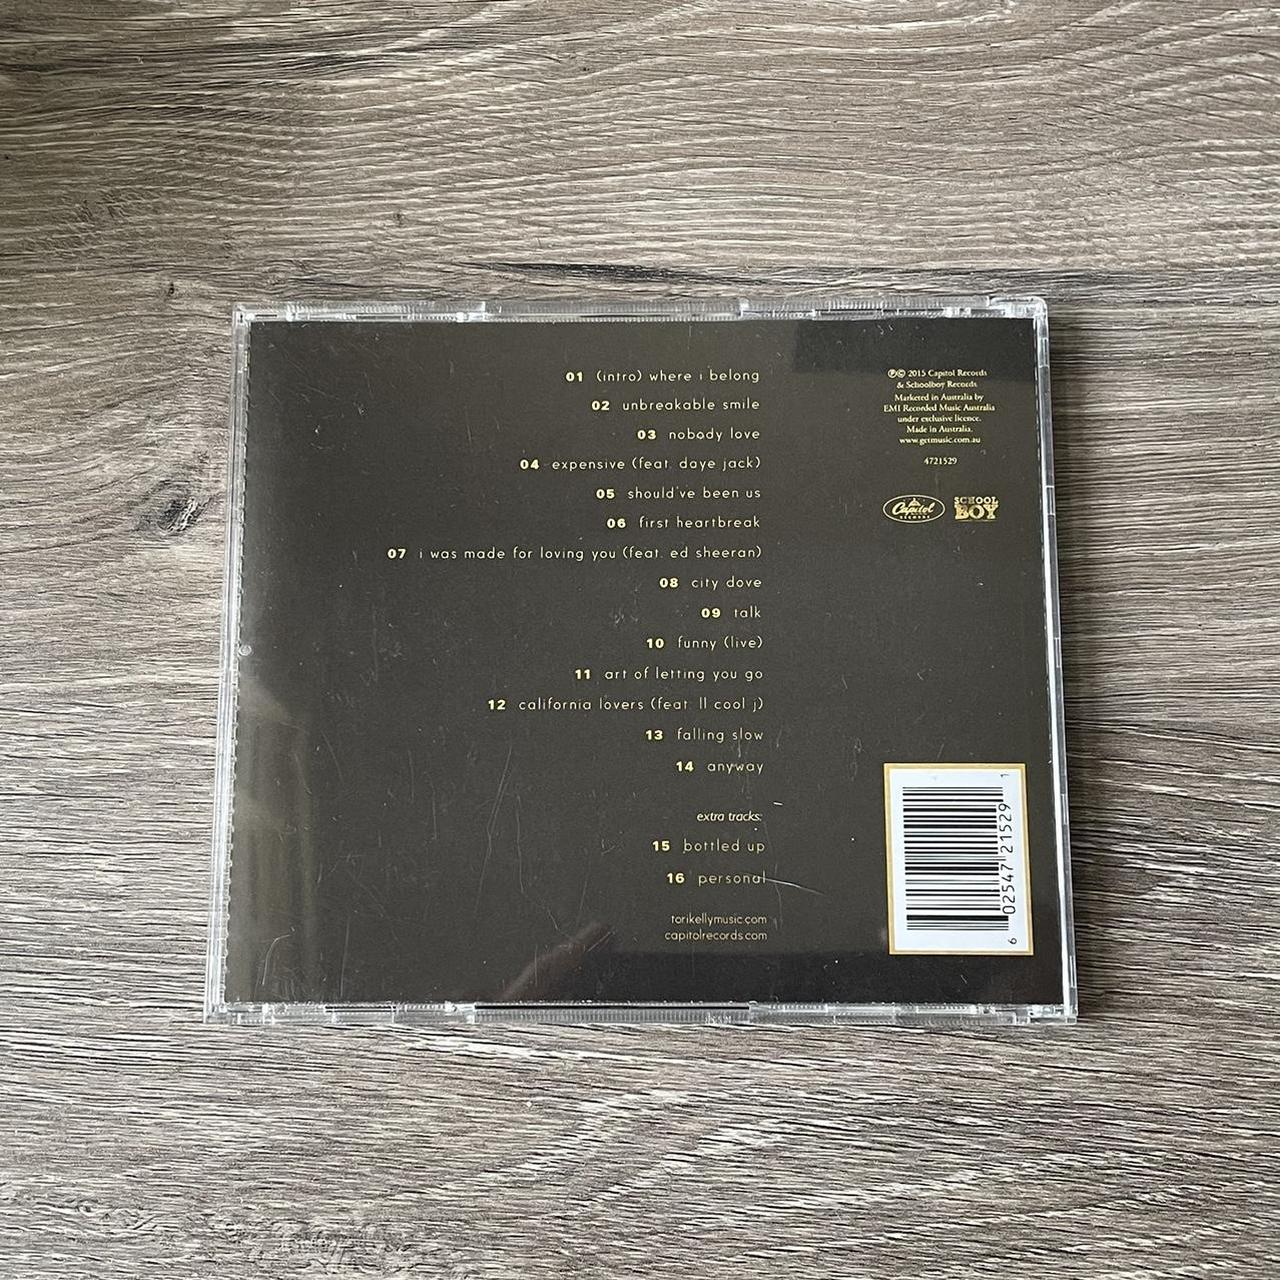 01 (intro) where i belong
02 unbreakable smile
03 nobody love
04 expensive (feat. daye jack)
05 should've been us
06 first heartbreak
07 i was made for loving you (feat. ed sheeran)
08 city dove
09 talk
10 funny (live)
11 art of letting you go
12 california lovers (feat. ll cool j)
13 falling slow
14 anyway
extra tracks:
15 bottled up
16 personal
torikellymusic.com
capitolrecords.com
℗© 2015 Capitol Records
& Schoolboy Records
Marketed in Australia by
EMI Recorded Music Australia
under exclusive licence.
Made in Australia.
www.getmusic.com.au
4721529
Capitol
RECORDS
SCHOOL
BOY
6 02547 21529 1